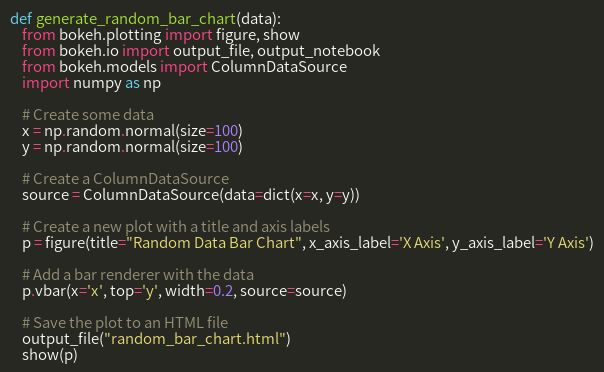 def generate_random_bar_chart(data):
    from bokeh.plotting import figure, show
    from bokeh.io import output_file, output_notebook
    from bokeh.models import ColumnDataSource
    import numpy as np

    # Create some data
    x = np.random.normal(size=100)
    y = np.random.normal(size=100)

    # Create a ColumnDataSource
    source = ColumnDataSource(data=dict(x=x, y=y))

    # Create a new plot with a title and axis labels
    p = figure(title="Random Data Bar Chart", x_axis_label='X Axis', y_axis_label='Y Axis')

    # Add a bar renderer with the data
    p.vbar(x='x', top='y', width=0.2, source=source)

    # Save the plot to an HTML file
    output_file("random_bar_chart.html")
    show(p)